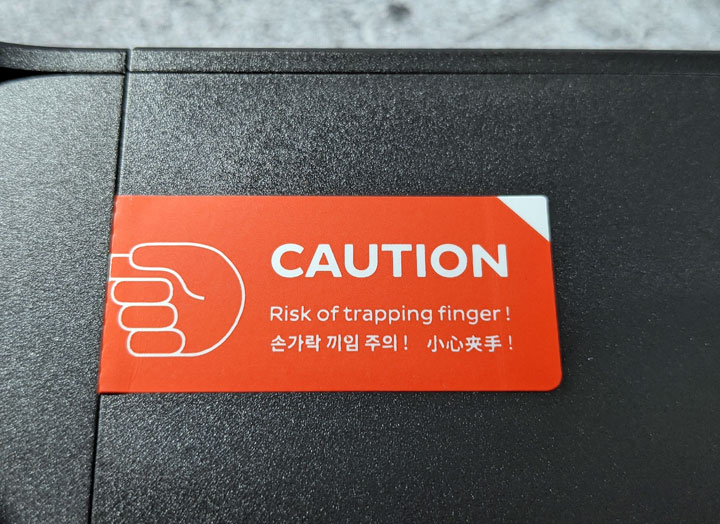 CAUTION
Risk of trapping finger !
손가락 끼임 주의 ! 小心夹手 !